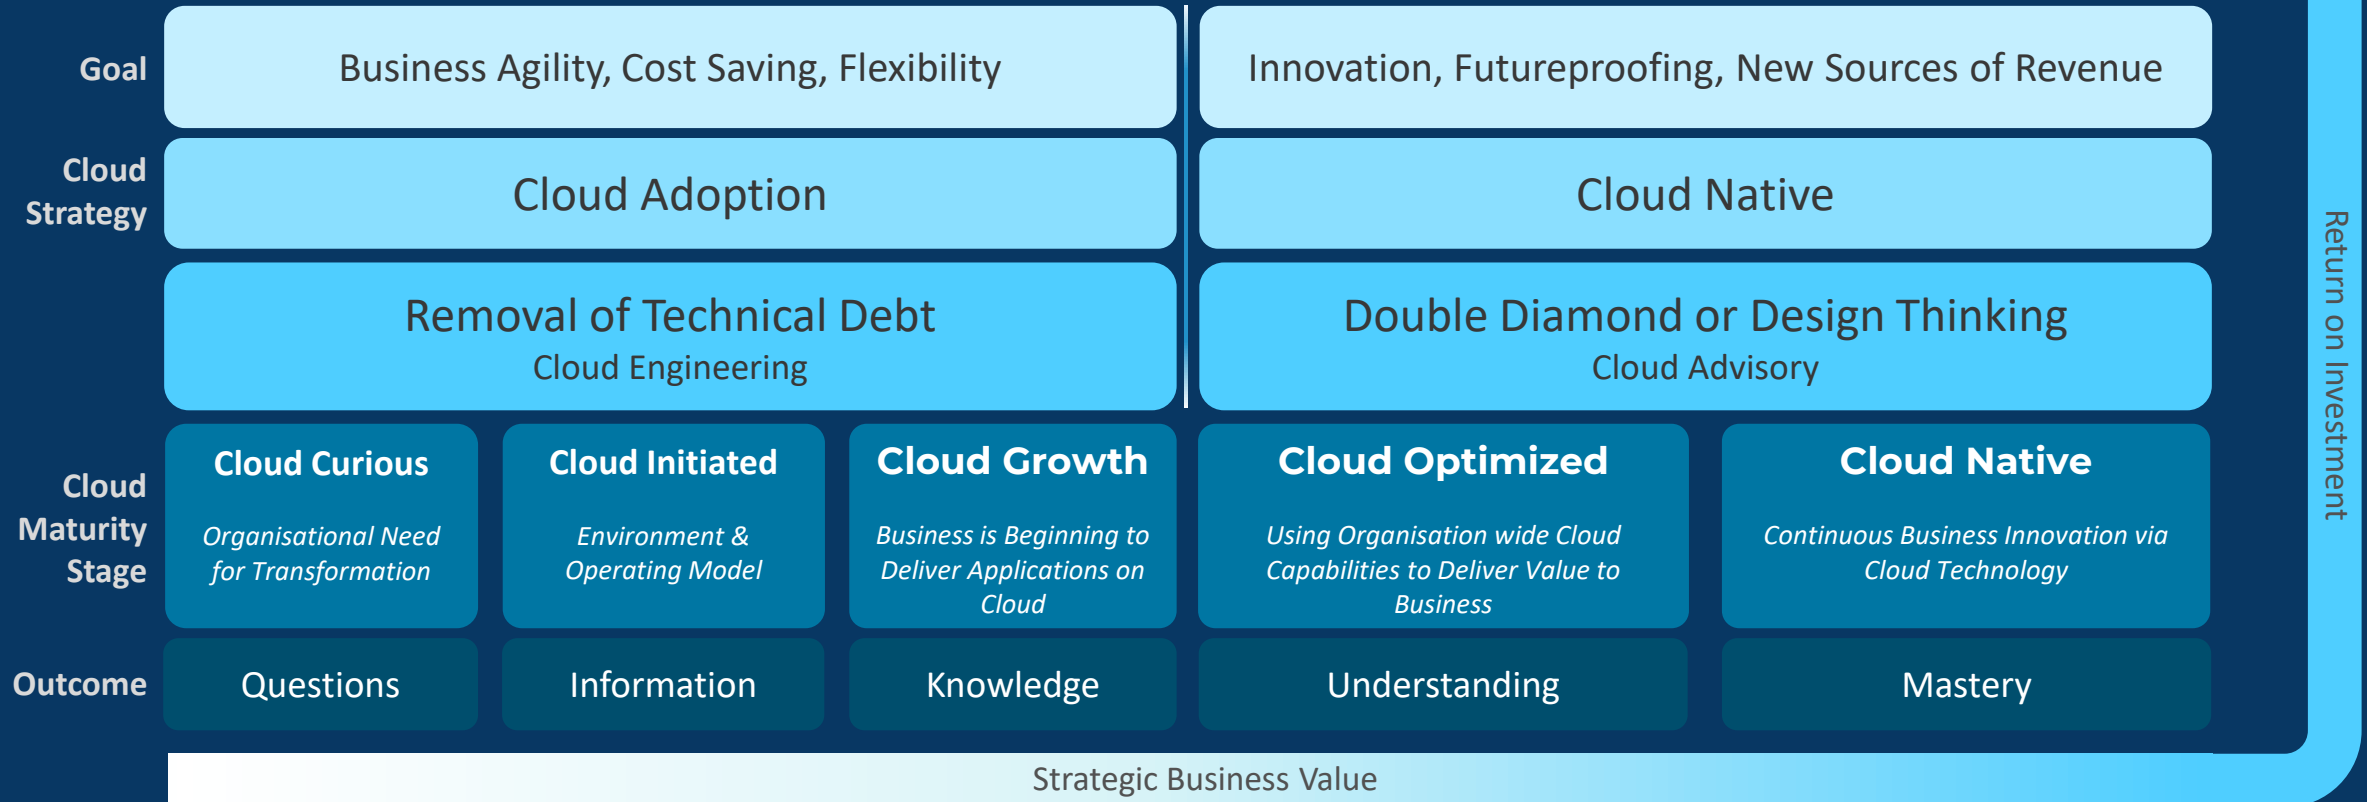 Goal
Business Agility, Cost Saving, Flexibility
Innovation, Futureproofing, New Sources of Revenue
Cloud
Strategy
Cloud Adoption
Cloud Native
Removal of Technical Debt
Cloud Engineering
Double Diamond or Design Thinking
Cloud Advisory
Cloud
Maturity
Stage
Cloud Curious
Organisational Need
for Transformation
Cloud Initiated
Environment &
Operating Model
Cloud Growth
Business is Beginning to
Deliver Applications on
Cloud
Cloud Optimized
Using Organisation wide Cloud
Capabilities to Deliver Value to
Business
Cloud Native
Continuous Business Innovation via
Cloud Technology
Outcome
Questions
Information
Knowledge
Understanding
Mastery
Strategic Business Value
Return on Investment